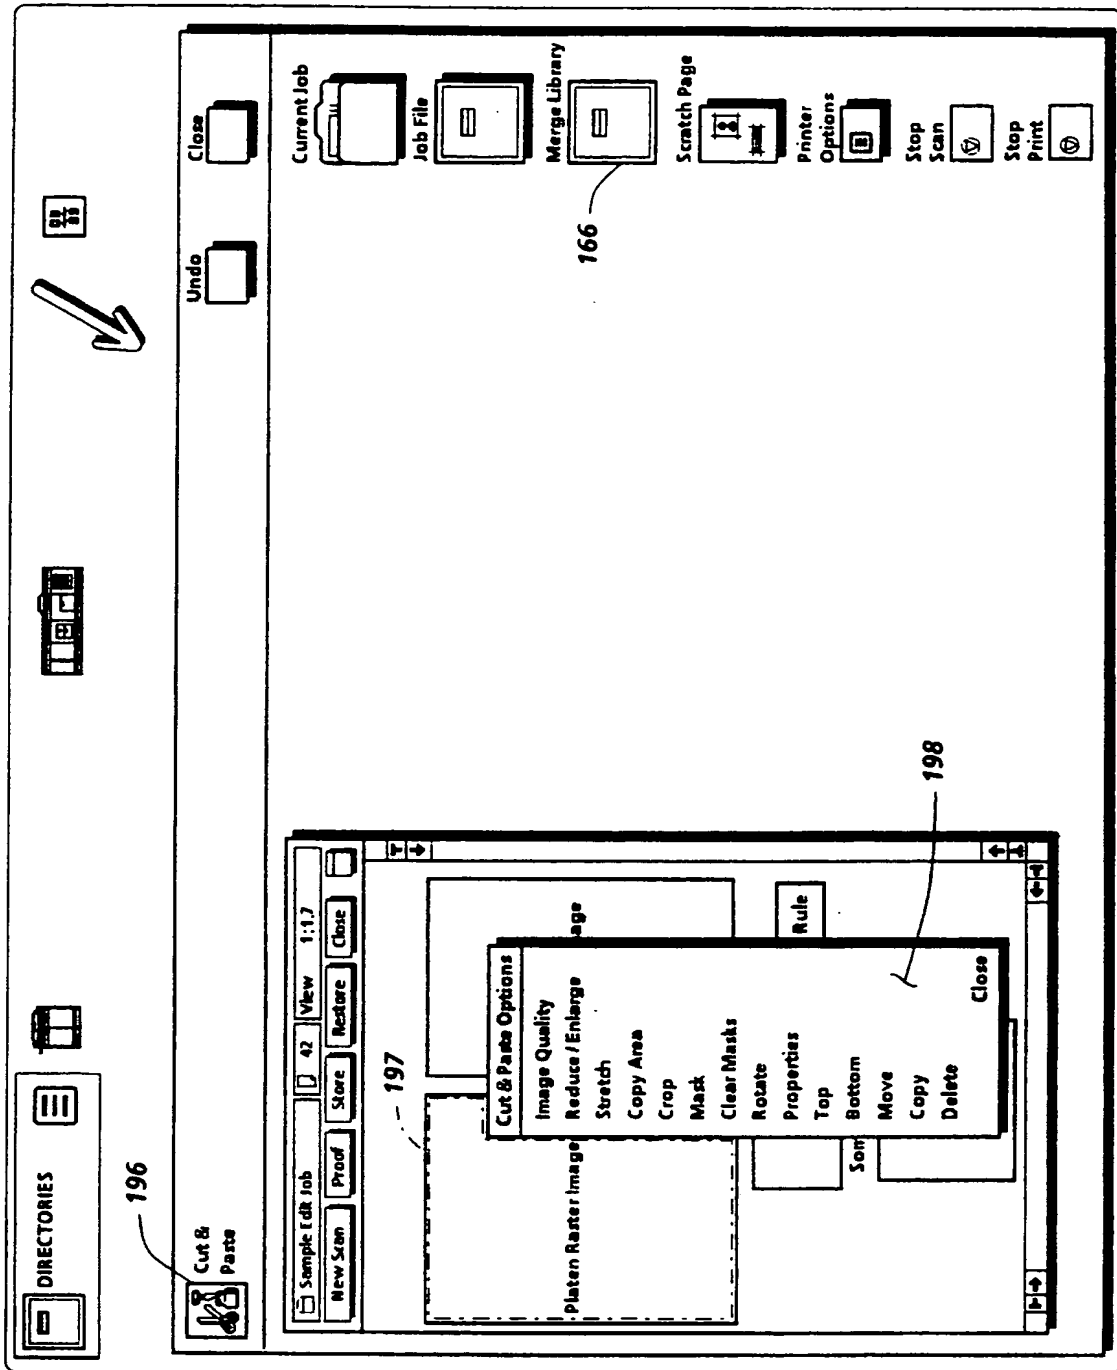 DIRECTORIES
196
Cut &
Paste
Undo
Close
Sample Edit Job
42
View
1:1.7
New Scan
Proof
Store
Restore
Close
197
Platen Raster Image
age
Rule
Som
Cut & Paste Options
Image Quality
Reduce / Enlarge
Stretch
Copy Area
Crop
Mask
Clear Masks
Rotate
Properties
Top
Bottom
Move
Copy
Delete
Close
198
Current Job
Job File
Merge Library
166
Scratch Page
Printer
Options
Stop
Scan
Stop
Print